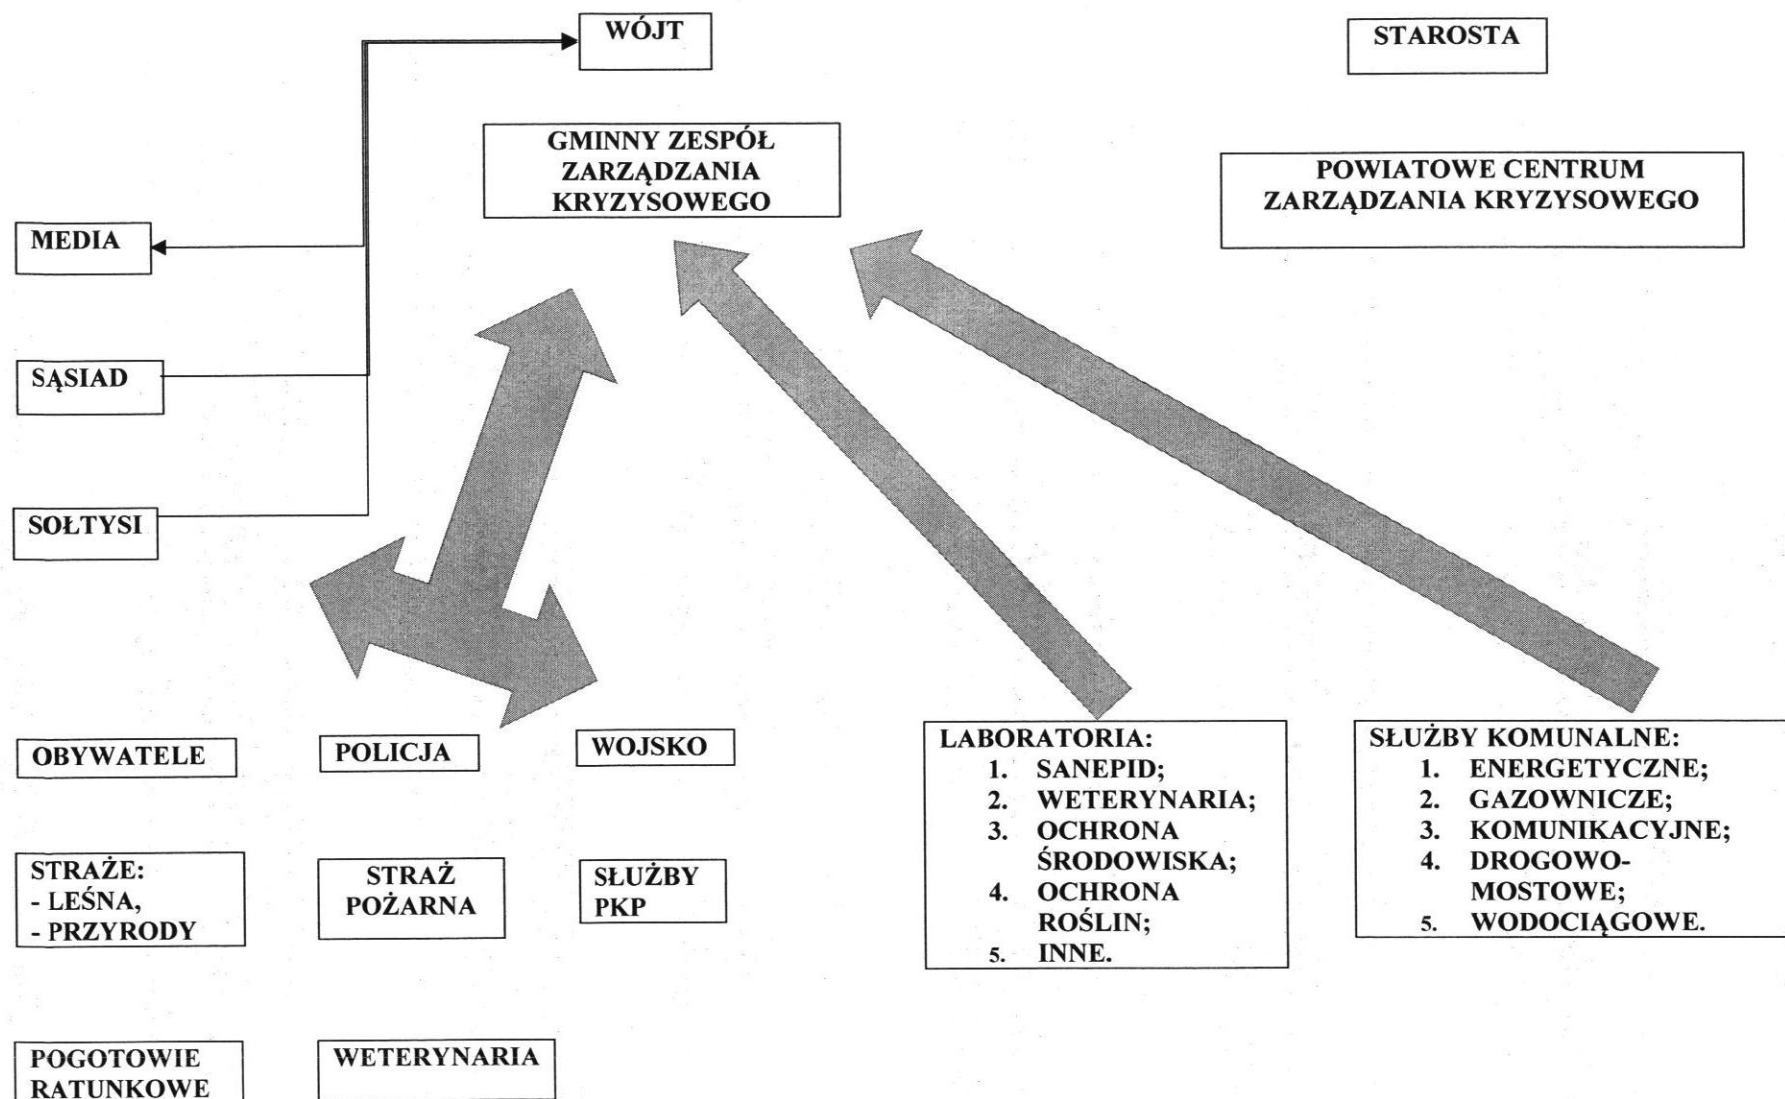 WÓJT
STAROSTA
GMINNY ZESPÓŁ
ZARZĄDZANIA
KRYZYSOWEGO
POWIATOWE CENTRUM
ZARZĄDZANIA KRYZYSOWEGO
MEDIA
SĄSIAD
SOŁTYSI
OBYWATELE
POLICJA
WOJSKO
STRAŻE:
- LEŚNA,
- PRZYRODY
STRAŻ
POŻARNA
SŁUŻBY
PKP
POGOTOWIE
RATUNKOWE
WETERYNARIA
LABORATORIA:
1. SANEPID;
2. WETERYNARIA;
3. OCHRONA
ŚRODOWISKA;
4. OCHRONA
ROŚLIN;
5. INNE.
SŁUŻBY KOMUNALNE:
1. ENERGETYCZNE;
2. GAZOWNICZE;
3. KOMUNIKACYJNE;
4. DROGOWO-
MOSTOWE;
5. WODOCIĄGOWE.